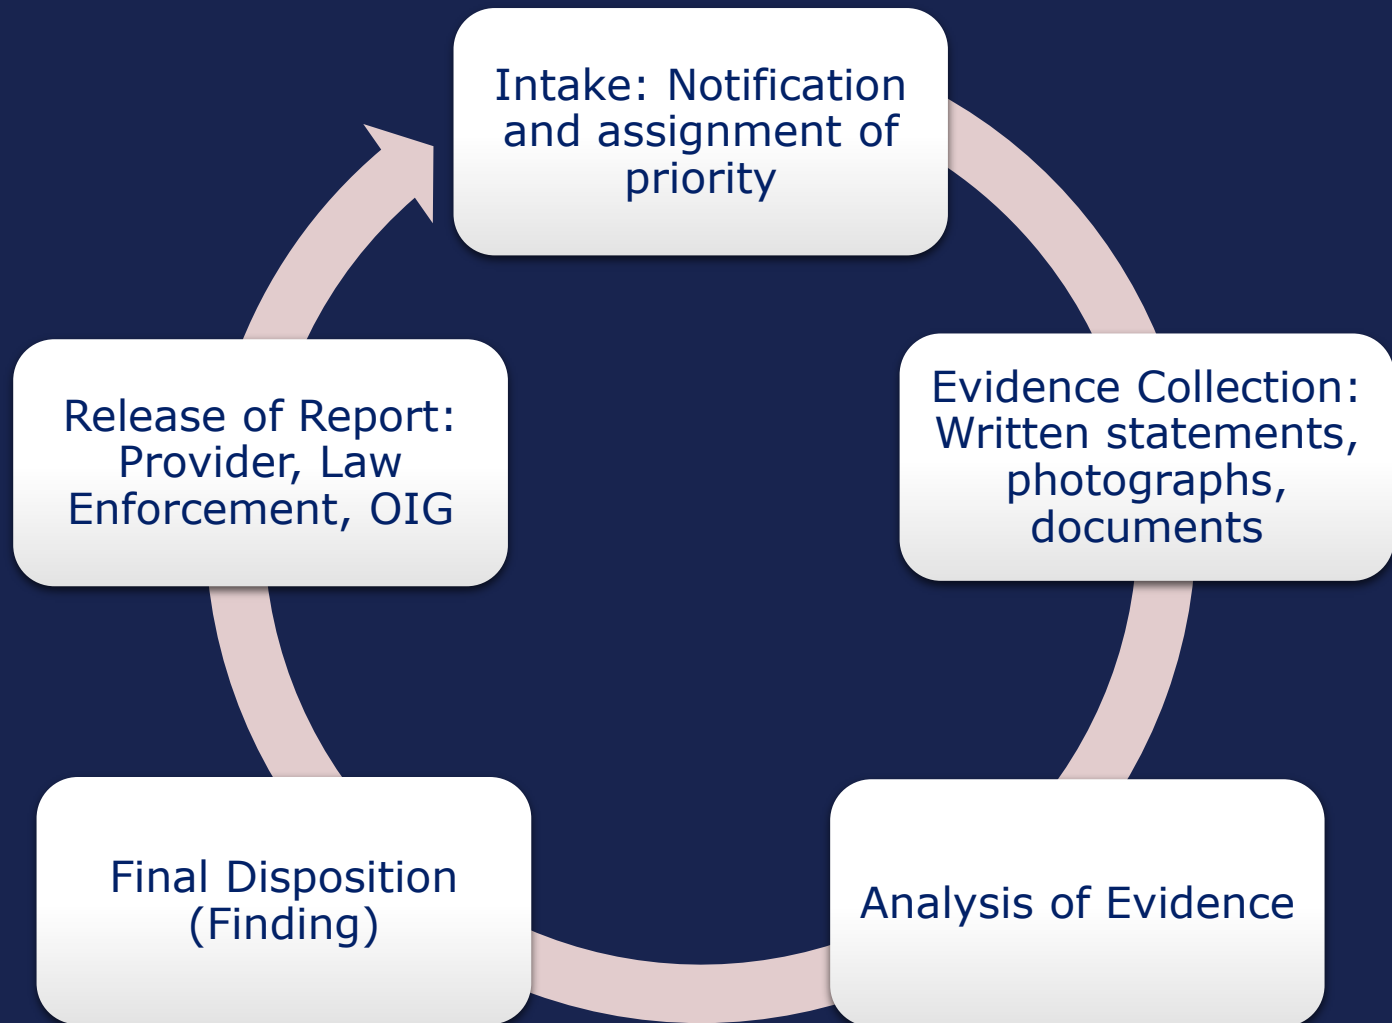 Intake: Notification
and assignment of
priority
Evidence Collection:
Written statements,
photographs,
documents
Analysis of Evidence
Final Disposition
(Finding)
Release of Report:
Provider, Law
Enforcement, OIG